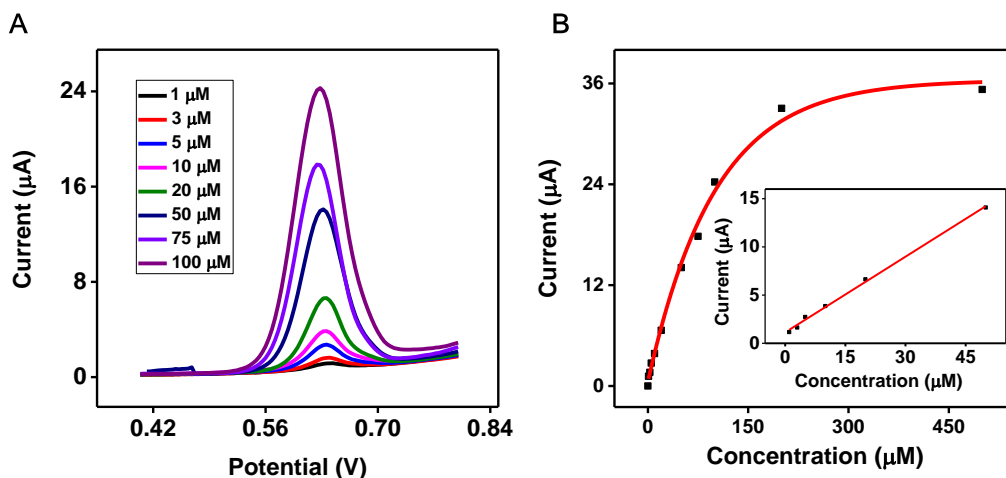 A
Current (μA)
24
16
8
0
1 μM
3 μM
5 μM
10 μM
20 μM
50 μM
75 μM
100 μM
0.42 0.56 0.70 0.84
Potential (V)
B
Current (μA)
36
24
12
0
0 150 300 450
Concentration (μM)
Current (μA)
15
10
5
0
0 15 30 45
Concentration (μM)